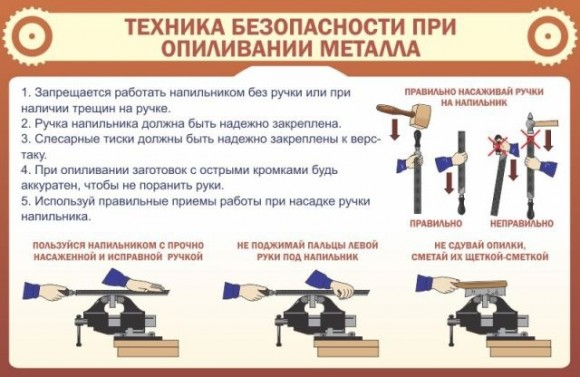 ТЕХНИКА БЕЗОПАСНОСТИ ПРИ
ОПИЛИВАНИИ МЕТАЛЛА
1. Запрещается работать напильником без ручки или при
наличии трещин на ручке.
2. Ручка напильника должна быть надежно закреплена.
3. Слесарные тиски должны быть надежно закреплены к верс-
таку.
4. При опиливании заготовок с острыми кромками будь
аккуратен, чтобы не поранить руки.
5. Используй правильные приемы работы при насадке ручки
напильника.
ПРАВИЛЬНО НАСАЖИВАЙ РУЧКИ
НА НАПИЛЬНИК
ПРАВИЛЬНО
НЕПРАВИЛЬНО
ПОЛЬЗУЙСЯ НАПИЛЬНИКОМ С ПРОЧНО
НАСАЖЕННОЙ И ИСПРАВНОЙ РУЧКОЙ
НЕ ПОДЖИМАЙ ПАЛЬЦЫ ЛЕВОЙ
РУКИ ПОД НАПИЛЬНИК
НЕ СДУВАЙ ОПИЛКИ,
СМЕТАЙ ИХ ЩЕТКОЙ-СМЕТКОЙ